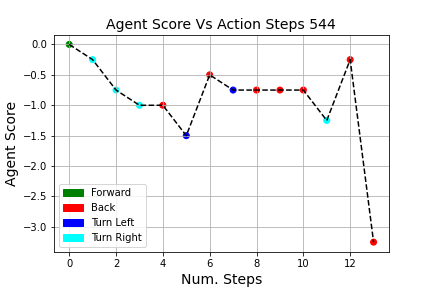 Agent Score Vs Action Steps 544
Agent Score
0.0
−0.5
−1.0
−1.5
−2.0
−2.5
−3.0
Forward
Back
Turn Left
Turn Right
0 2 4 6 8 10 12
Num. Steps